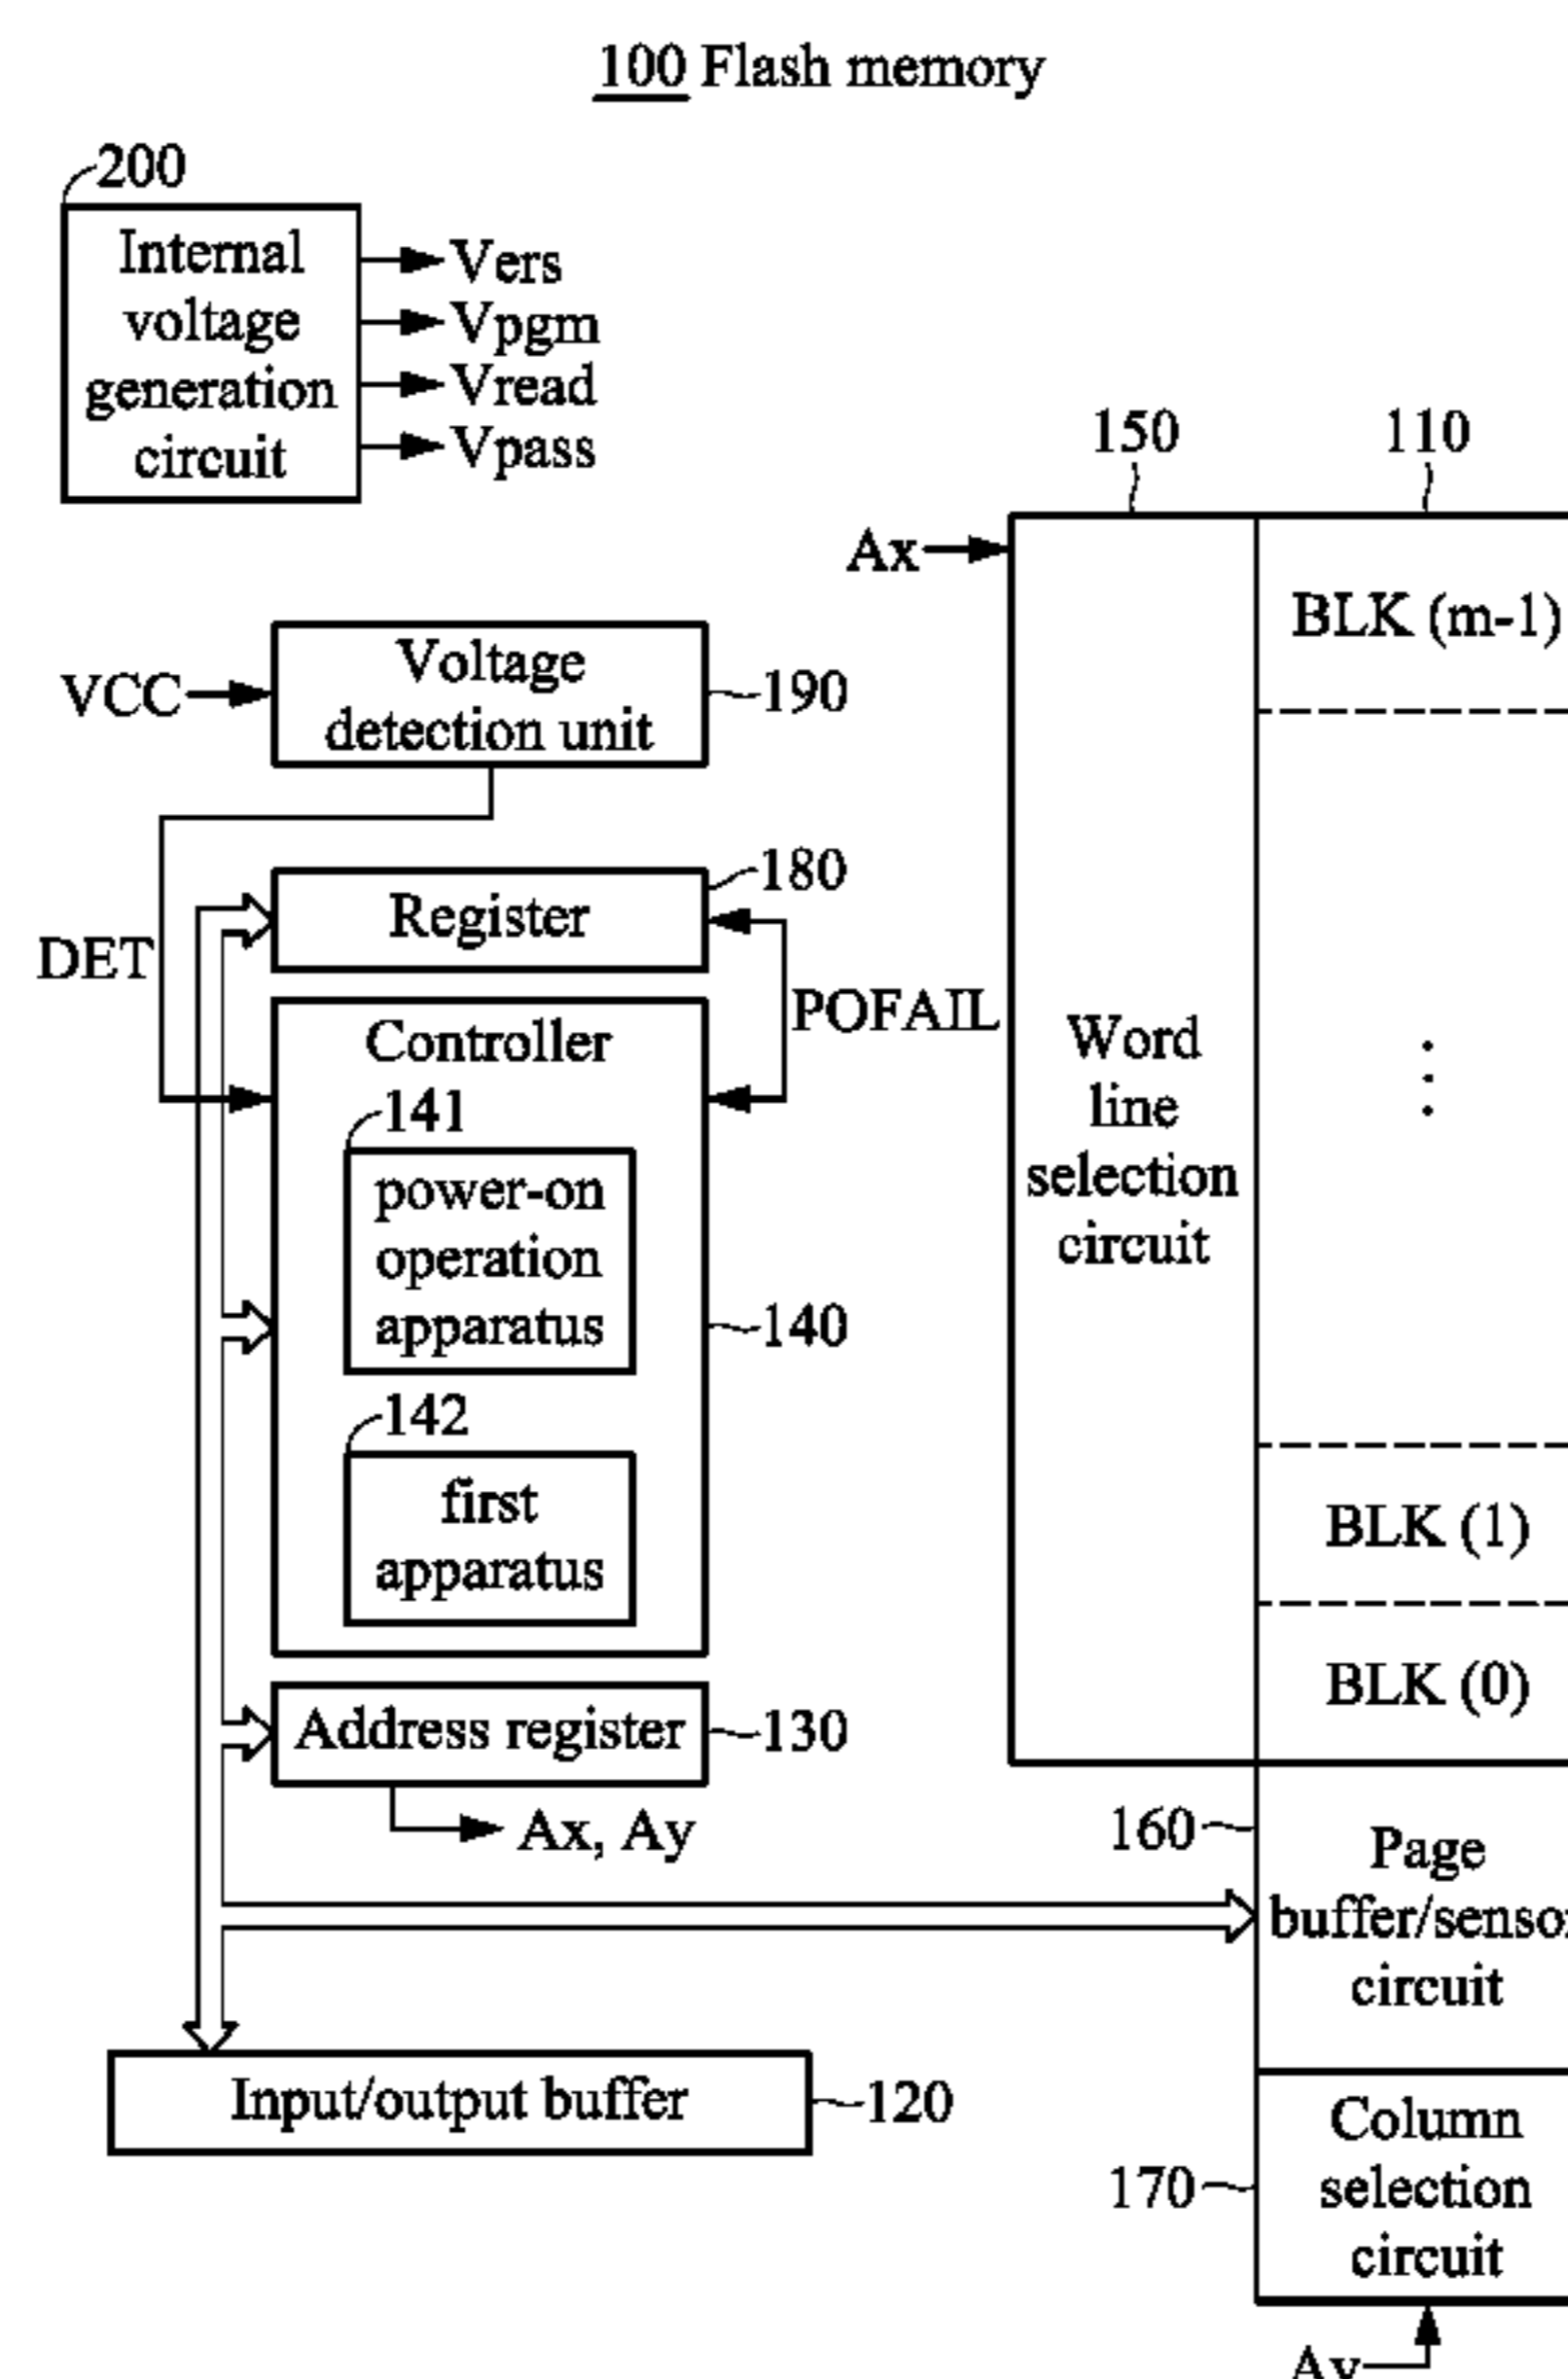 100 Flash memory
200
Internal
voltage
generation
circuit
Vers
Vpgm
Vread
Vpass
150
110
Ax
BLK (m-1)
VCC
Voltage
detection unit
190
180
Register
DET
POFAIL
Controller
141
power-on
operation
apparatus
140
142
first
apparatus
Word
line
selection
circuit
BLK (1)
BLK (0)
Address register
130
Ax, Ay
160
Page
buffer/sensor
circuit
Input/output buffer
120
170
Column
selection
circuit
Ay